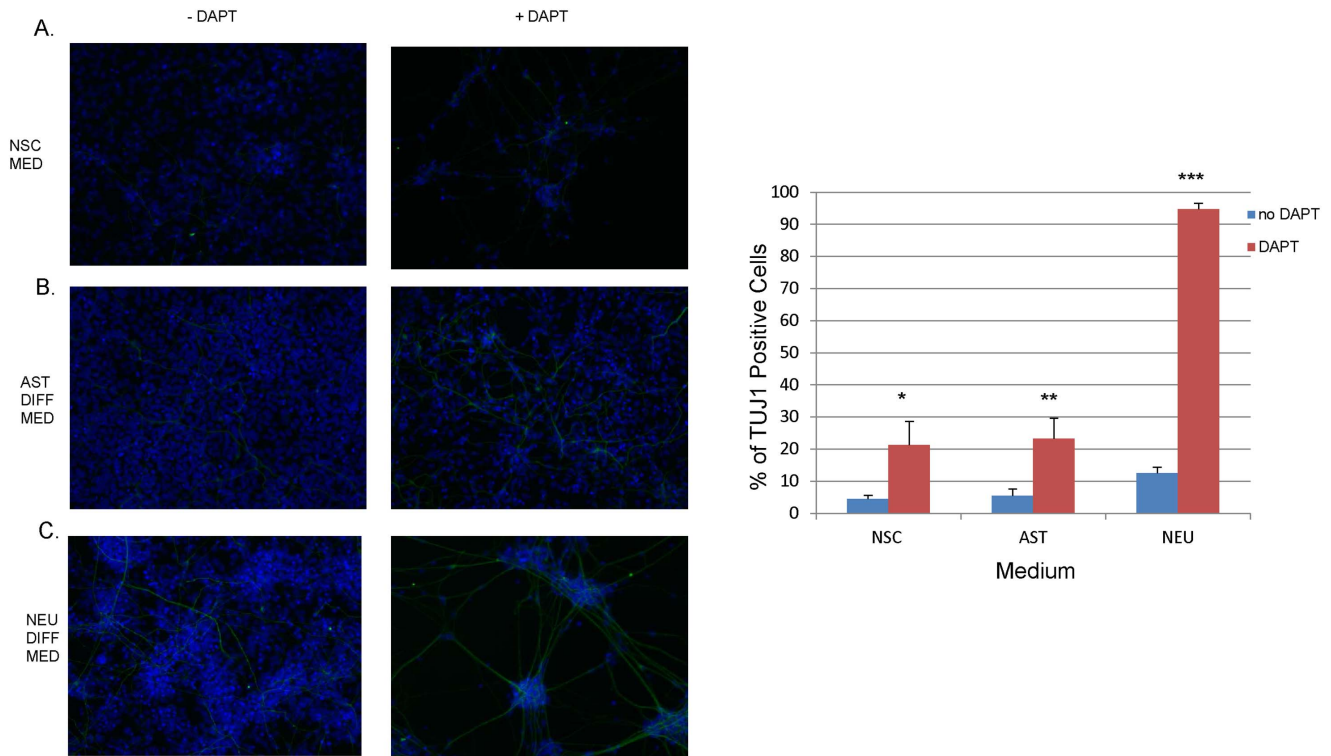 - DAPT
+ DAPT
A.
NSC
MED
B.
AST
DIFF
MED
C.
NEU
DIFF
MED
% of TUJ1 Positive Cells
100
90
80
70
60
50
40
30
20
10
0
*
**
***
NSC
AST
NEU
Medium
no DAPT
DAPT